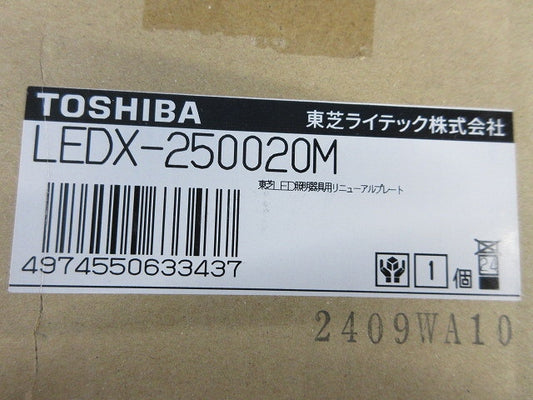 TOSHIBA
東芝ライテック株式会社
LEDX-250020M
東芝LED照明器具用リニューアルプレート
4974550633437
1個
24
2409WA10